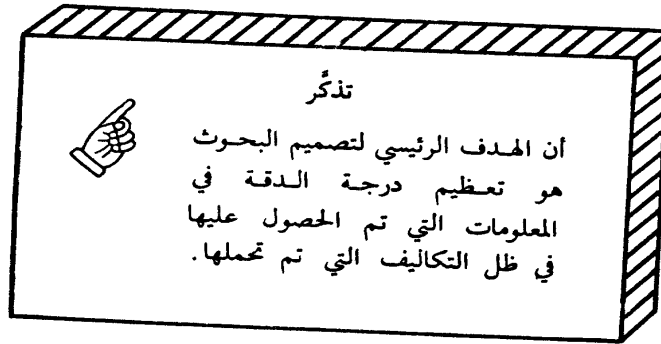 تذكَّر
أن الهدف الرئيسي لتصميم البحوث
هو تعظيم درجة الدقة في
المعلومات التي تم الحصول عليها
في ظل التكاليف التي تم تحملها.